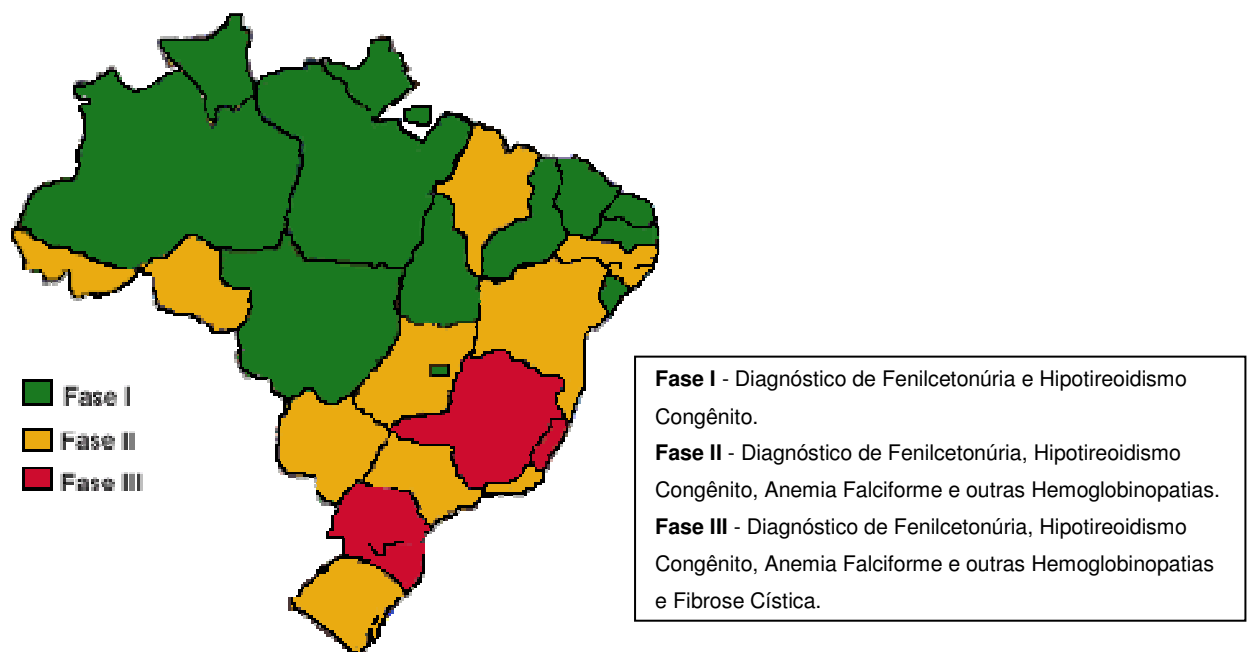 Fase I
Fase II
Fase III
Fase I - Diagnóstico de Fenilcetonúria e Hipotireoidismo
Congênito.
Fase II - Diagnóstico de Fenilcetonúria, Hipotireoidismo
Congênito, Anemia Falciforme e outras Hemoglobinopatias.
Fase III - Diagnóstico de Fenilcetonúria, Hipotireoidismo
Congênito, Anemia Falciforme e outras Hemoglobinopatias
e Fibrose Cística.